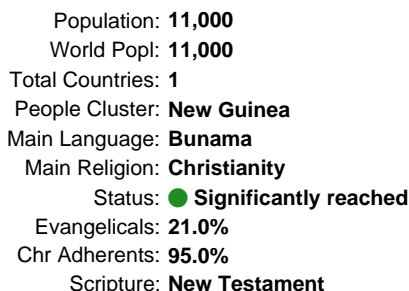 Population: 11,000
World Popl: 11,000
Total Countries: 1
People Cluster: New Guinea
Main Language: Bunama
Main Religion: Christianity
Status: Significantly reached
Evangelicals: 21.0%
Chr Adherents: 95.0%
Scripture: New Testament